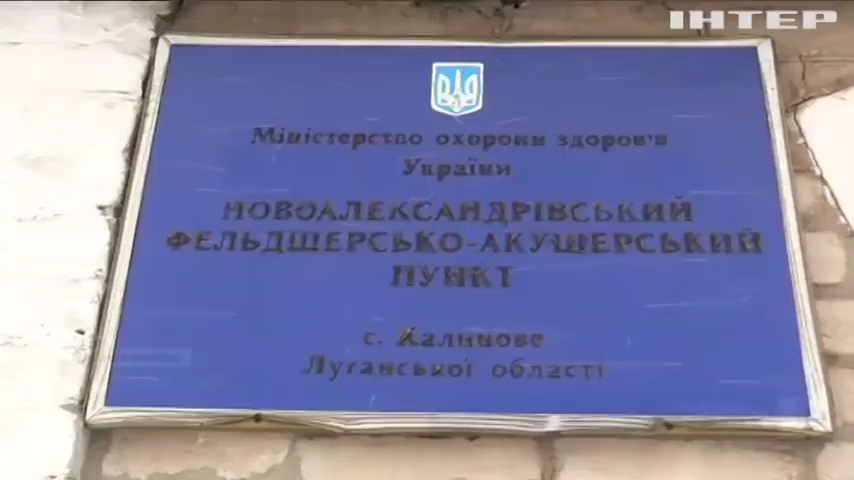 ІНТЕР
Міністерство охорони здоров'я
України
НОВОАЛЕКСАНДРІВСЬКИЙ
ФЕЛЬДШЕРСЬКО-АКУШЕРСЬКИЙ
ПУНКТ
с. Калинове
Луганської області